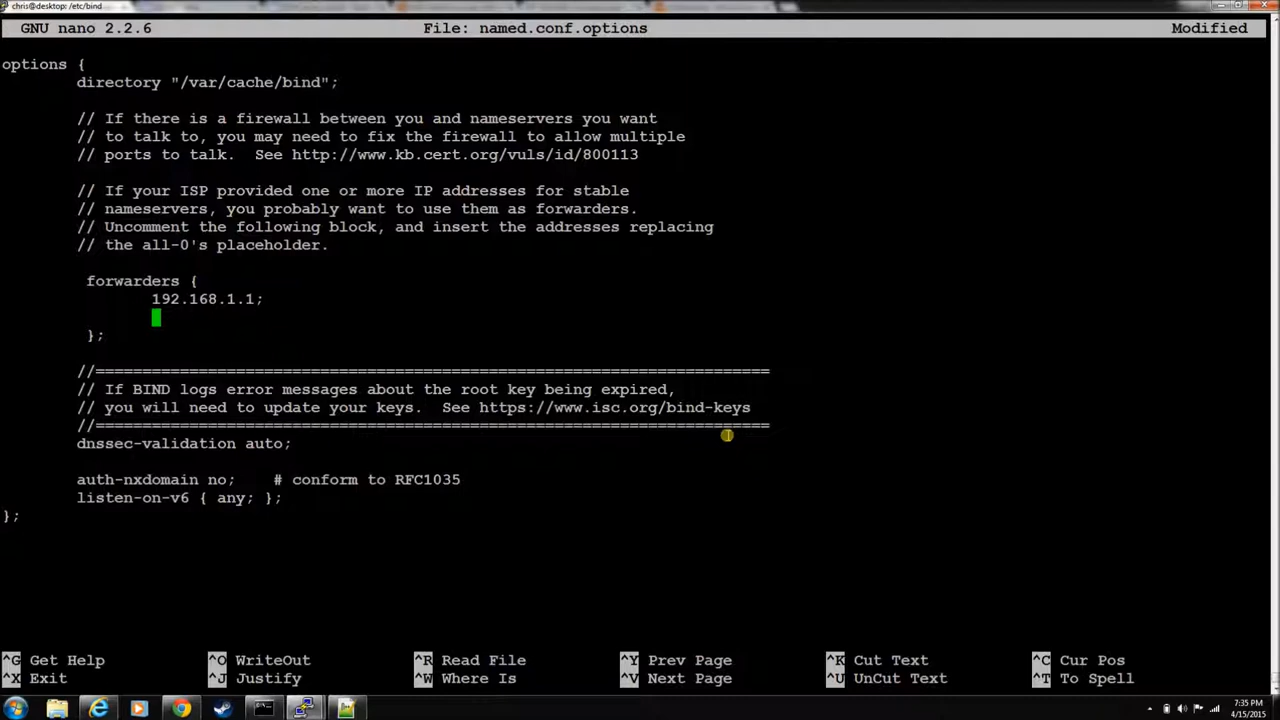 chris@desktop: /etc/bind
GNU nano 2.2.6 File: named.conf.options Modified
options {
directory "/var/cache/bind";
// If there is a firewall between you and nameservers you want
// to talk to, you may need to fix the firewall to allow multiple
// ports to talk.  See http://www.kb.cert.org/vuls/id/800113
// If your ISP provided one or more IP addresses for stable
// nameservers, you probably want to use them as forwarders.
// Uncomment the following block, and insert the addresses replacing
// the all-0's placeholder.
forwarders {
192.168.1.1;
};
//========================================================================
// If BIND logs error messages about the root key being expired,
// you will need to update your keys.  See https://www.isc.org/bind-keys
//========================================================================
dnssec-validation auto;
auth-nxdomain no;    # conform to RFC1035
listen-on-v6 { any; };
};
^G Get Help ^O WriteOut ^R Read File ^Y Prev Page ^K Cut Text ^C Cur Pos
^X Exit ^J Justify ^W Where Is ^V Next Page ^U UnCut Text ^T To Spell
7:35 PM
4/15/2015